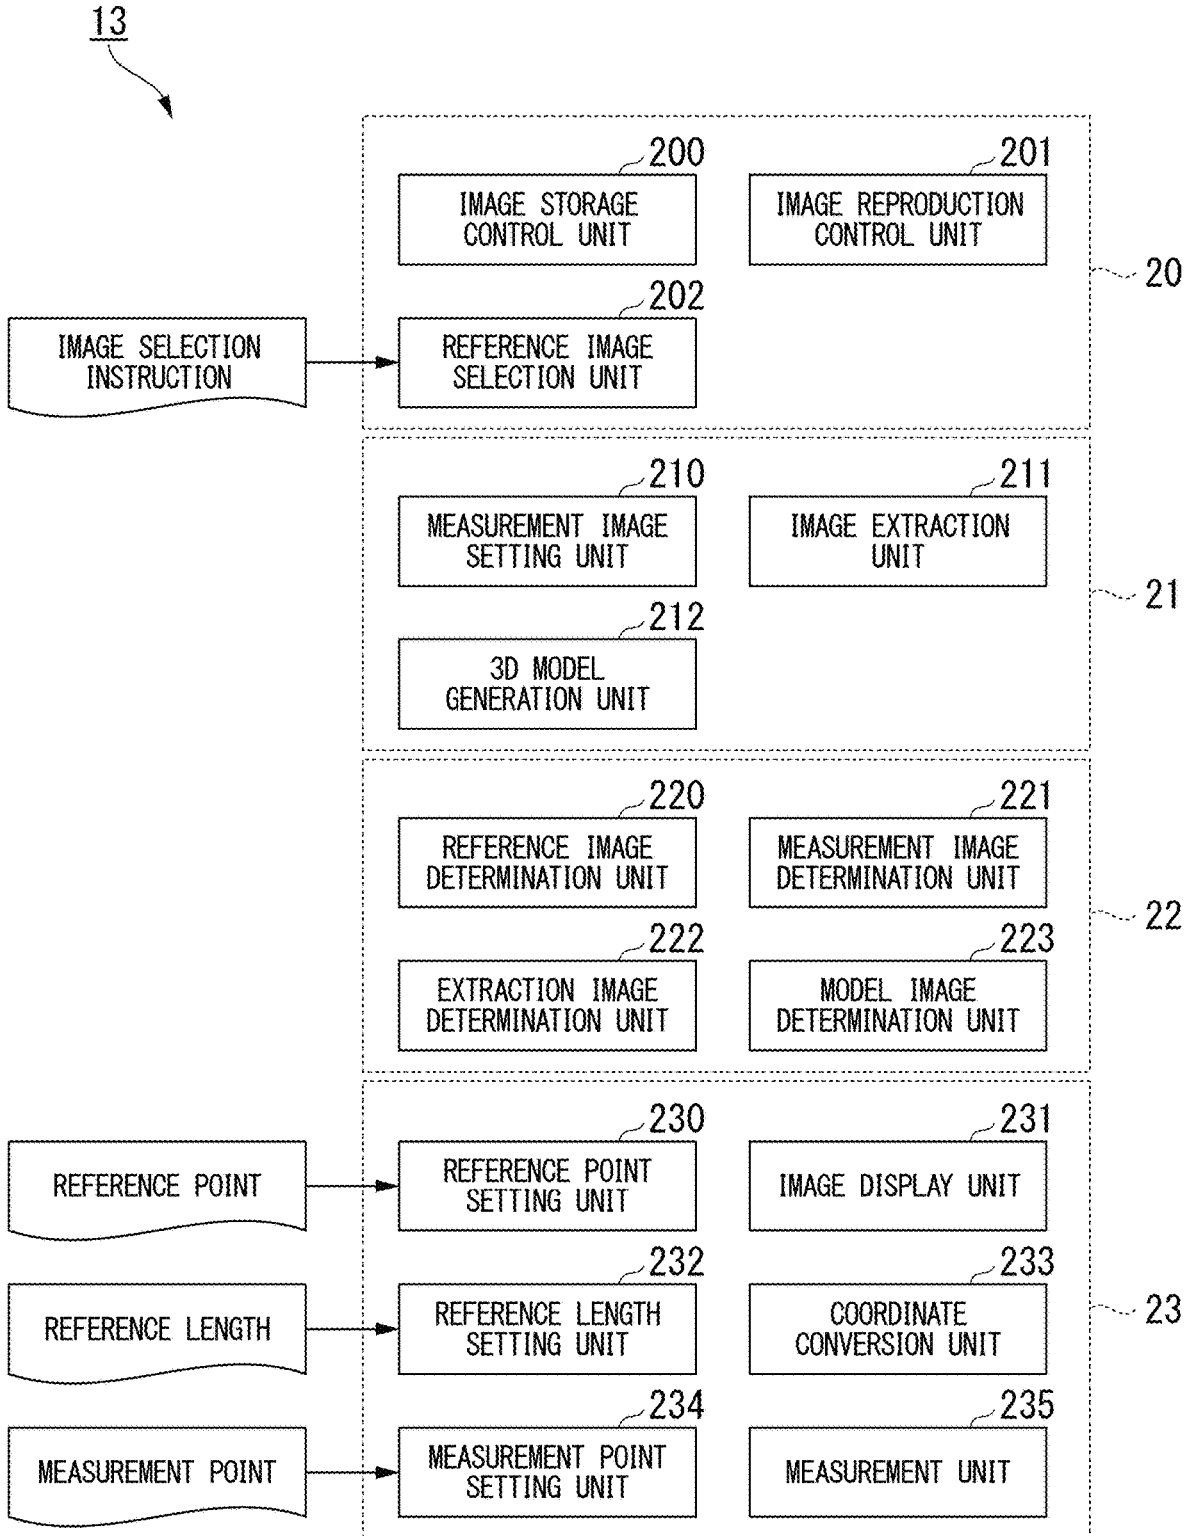 13
200
201
IMAGE STORAGE
CONTROL UNIT
IMAGE REPRODUCTION
CONTROL UNIT
20
202
IMAGE SELECTION
INSTRUCTION
REFERENCE IMAGE
SELECTION UNIT
210
211
MEASUREMENT IMAGE
SETTING UNIT
IMAGE EXTRACTION
UNIT
21
212
3D MODEL
GENERATION UNIT
220
221
REFERENCE IMAGE
DETERMINATION UNIT
MEASUREMENT IMAGE
DETERMINATION UNIT
22
222
223
EXTRACTION IMAGE
DETERMINATION UNIT
MODEL IMAGE
DETERMINATION UNIT
230
231
REFERENCE POINT
REFERENCE POINT
SETTING UNIT
IMAGE DISPLAY UNIT
232
233
23
REFERENCE LENGTH
REFERENCE LENGTH
SETTING UNIT
COORDINATE
CONVERSION UNIT
234
235
MEASUREMENT POINT
MEASUREMENT POINT
SETTING UNIT
MEASUREMENT UNIT